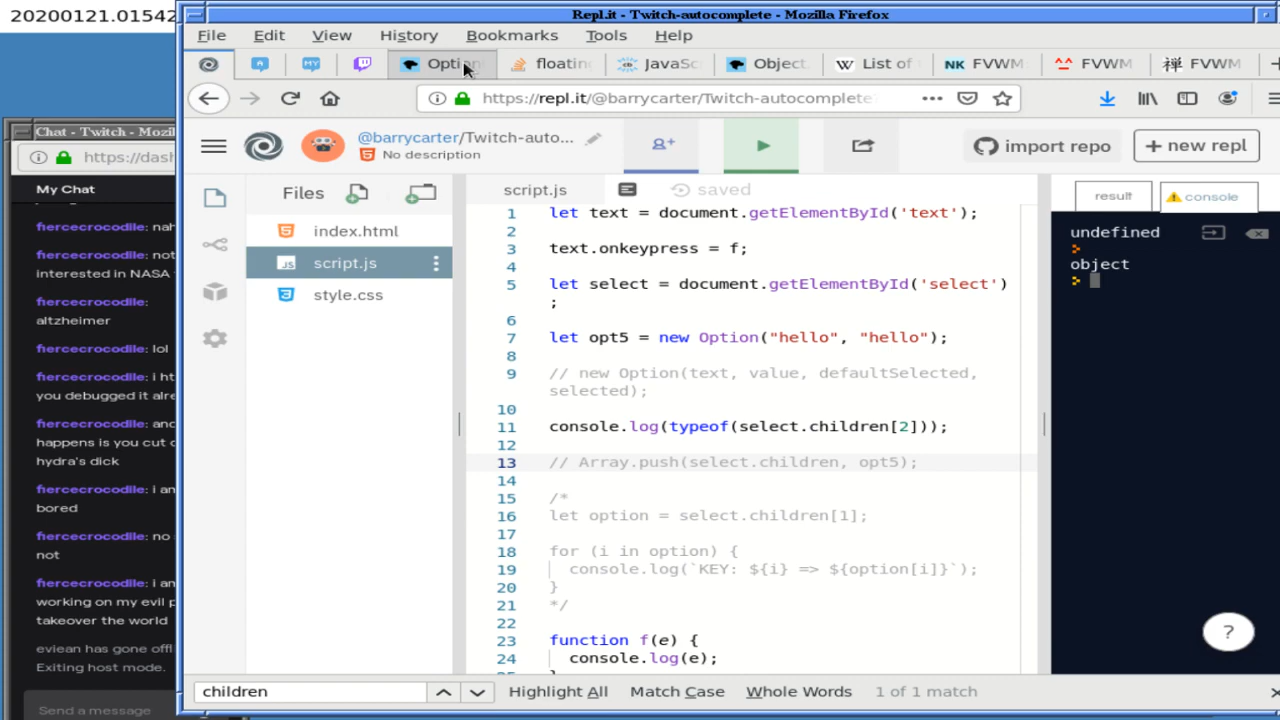 20200121.01542
Repl.it - Twitch-autocomplete - Mozilla Firefox
File Edit View History Bookmarks Tools Help
MY Option floating JavaSc Object. W List of NK FVWM FVWM 禅 FVWM
https://repl.it/@barrycarter/Twitch-autocomplete
@barrycarter/Twitch-auto...
No description
import repo
+ new repl
Files
index.html
script.js
style.css
script.js saved
1 let text = document.getElementById('text');
2
3 text.onkeypress = f;
4
5 let select = document.getElementById('select')
;
6
7 let opt5 = new Option("hello", "hello");
8
9 // new Option(text, value, defaultSelected,
selected);
10
11 console.log(typeof(select.children[2]));
12
13 // Array.push(select.children, opt5);
14
15 /*
16 let option = select.children[1];
17
18 for (i in option) {
19 console.log(`KEY: ${i} => ${option[i]}`);
20 }
21 */
22
23 function f(e) {
24 console.log(e);
result console
undefined
object
?
children Highlight All Match Case Whole Words 1 of 1 match
Chat - Twitch - Mozil
https://dash
My Chat
fiercecrocodile: nah
fiercecrocodile: not
interested in NASA
fiercecrocodile:
altzheimer
fiercecrocodile: lol
fiercecrocodile: i
you debugged it
fiercecrocodile:
happens is you cut
hydra's dick
fiercecrocodile: i am
bored
fiercecrocodile: no
not
fiercecrocodile: i am
working on my evil
takeover the world
eviean has gone
Exiting host mode.
Send a message